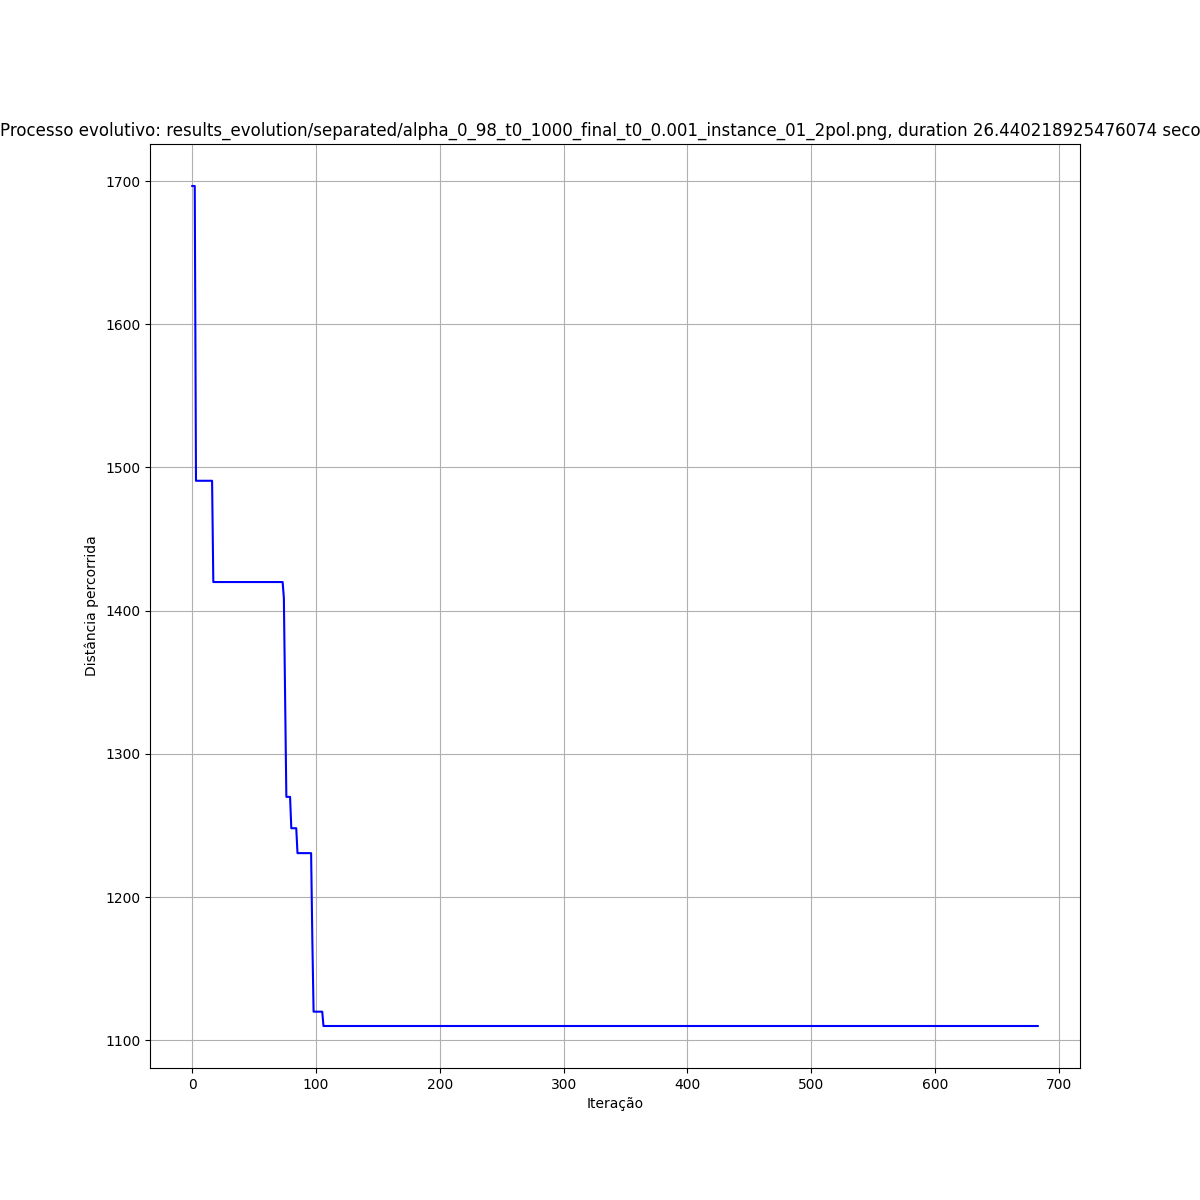 Processo evolutivo: results_evolution/separated/alpha_0_98_t0_1000_final_t0_0.001_instance_01_2pol.png, duration 26.440218925476074 seco
1700
1600
1500
1400
1300
1200
1100
Distância percorrida
0 100 200 300 400 500 600 700
Iteração